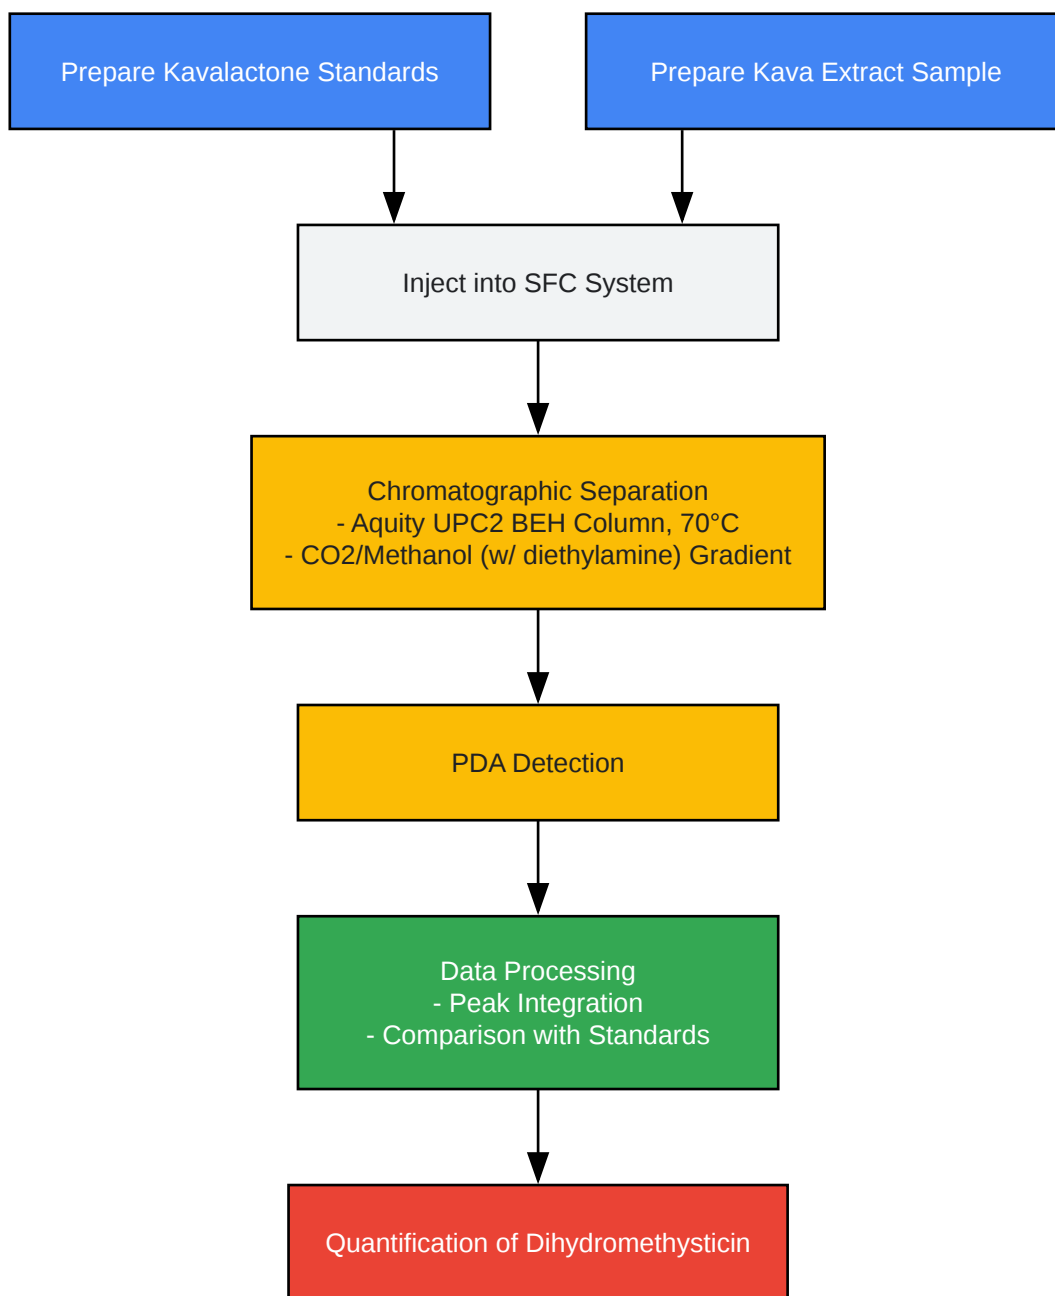 Prepare Kavalactone Standards
Prepare Kava Extract Sample
Inject into SFC System
Chromatographic Separation
- Aquity UPC2 BEH Column, 70°C
- CO2/Methanol (w/ diethylamine) Gradient
PDA Detection
Data Processing
- Peak Integration
- Comparison with Standards
Quantification of Dihydromethysticin